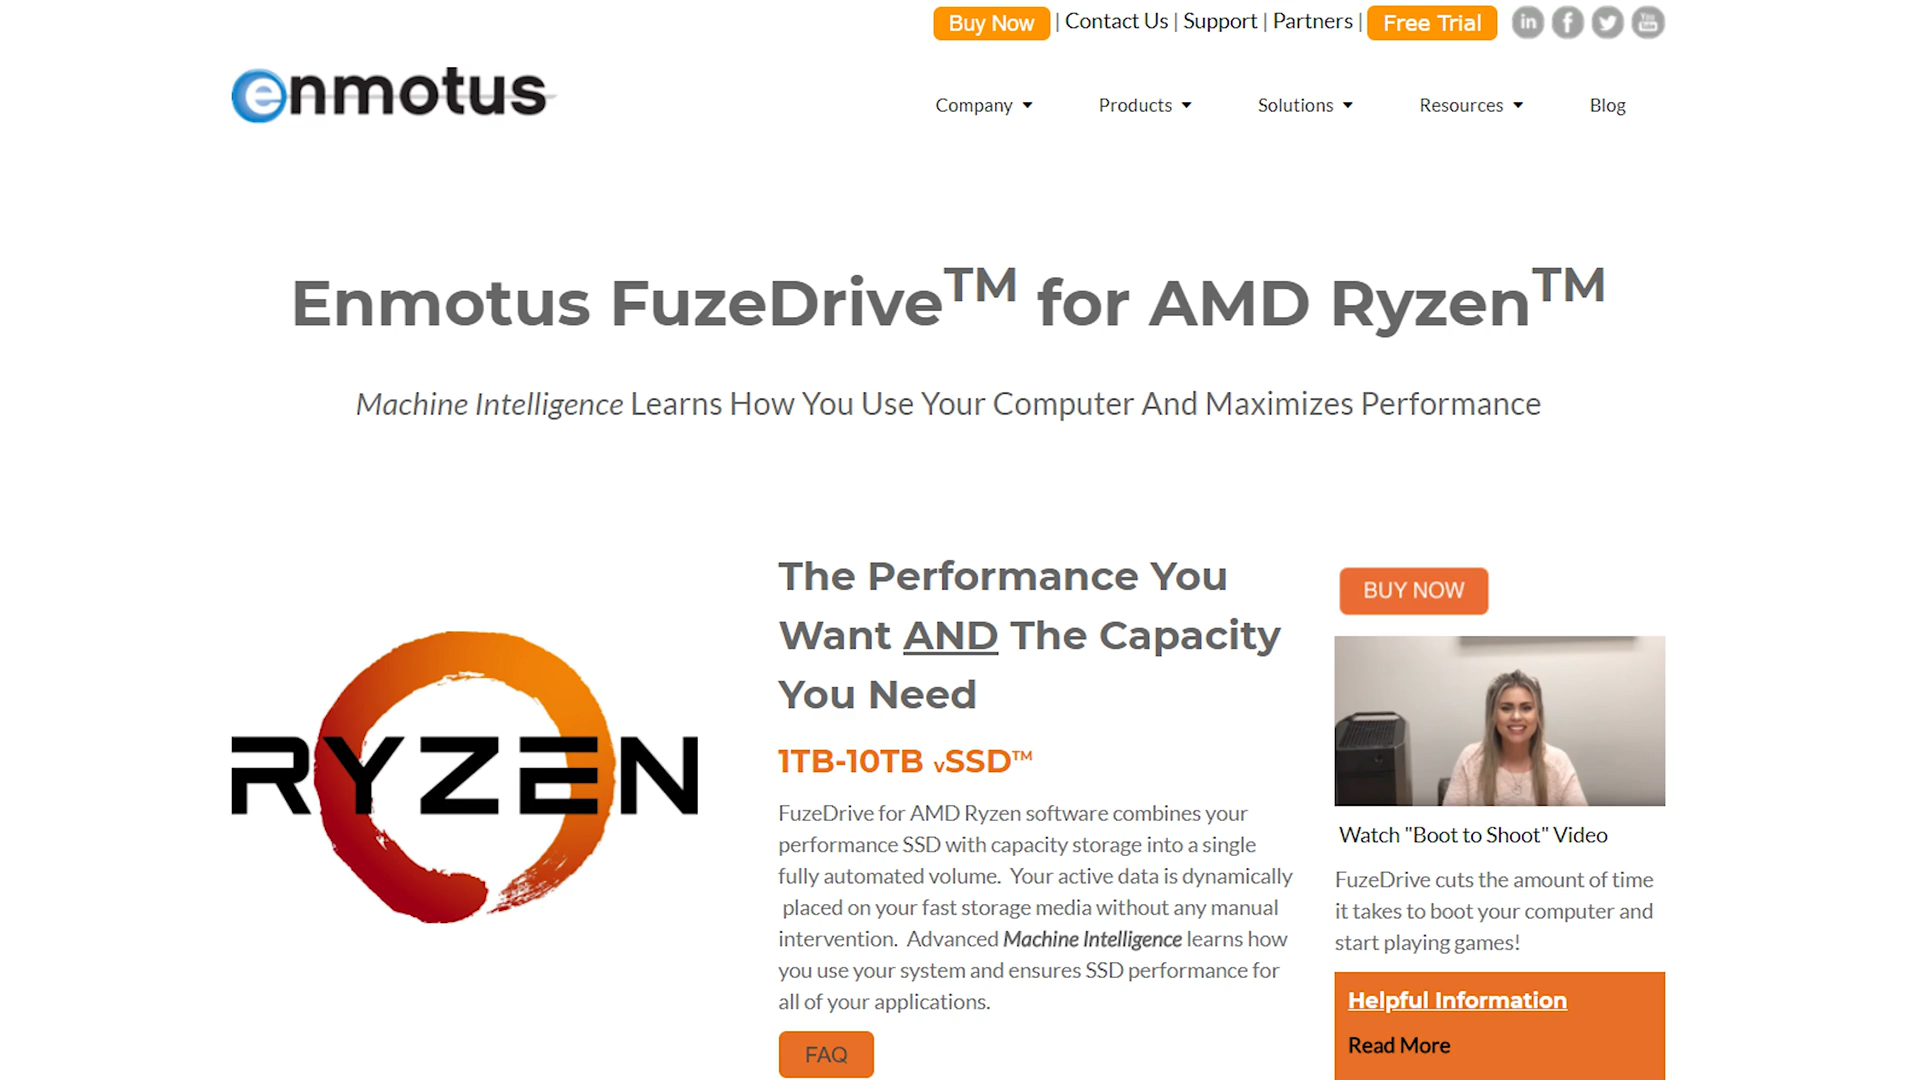 Buy Now | Contact Us | Support | Partners | Free Trial in f You Tube
enmotus
Company Products Solutions Resources Blog
Enmotus FuzeDrive™ for AMD Ryzen™
Machine Intelligence Learns How You Use Your Computer And Maximizes Performance
RYZEN
The Performance You
Want AND The Capacity
You Need
1TB-10TB vSSD™
FuzeDrive for AMD Ryzen software combines your
performance SSD with capacity storage into a single
fully automated volume. Your active data is dynamically
placed on your fast storage media without any manual
intervention. Advanced Machine Intelligence learns how
you use your system and ensures SSD performance for
all of your applications.
FAQ
BUY NOW
Watch "Boot to Shoot" Video
FuzeDrive cuts the amount of time
it takes to boot your computer and
start playing games!
Helpful Information
Read More